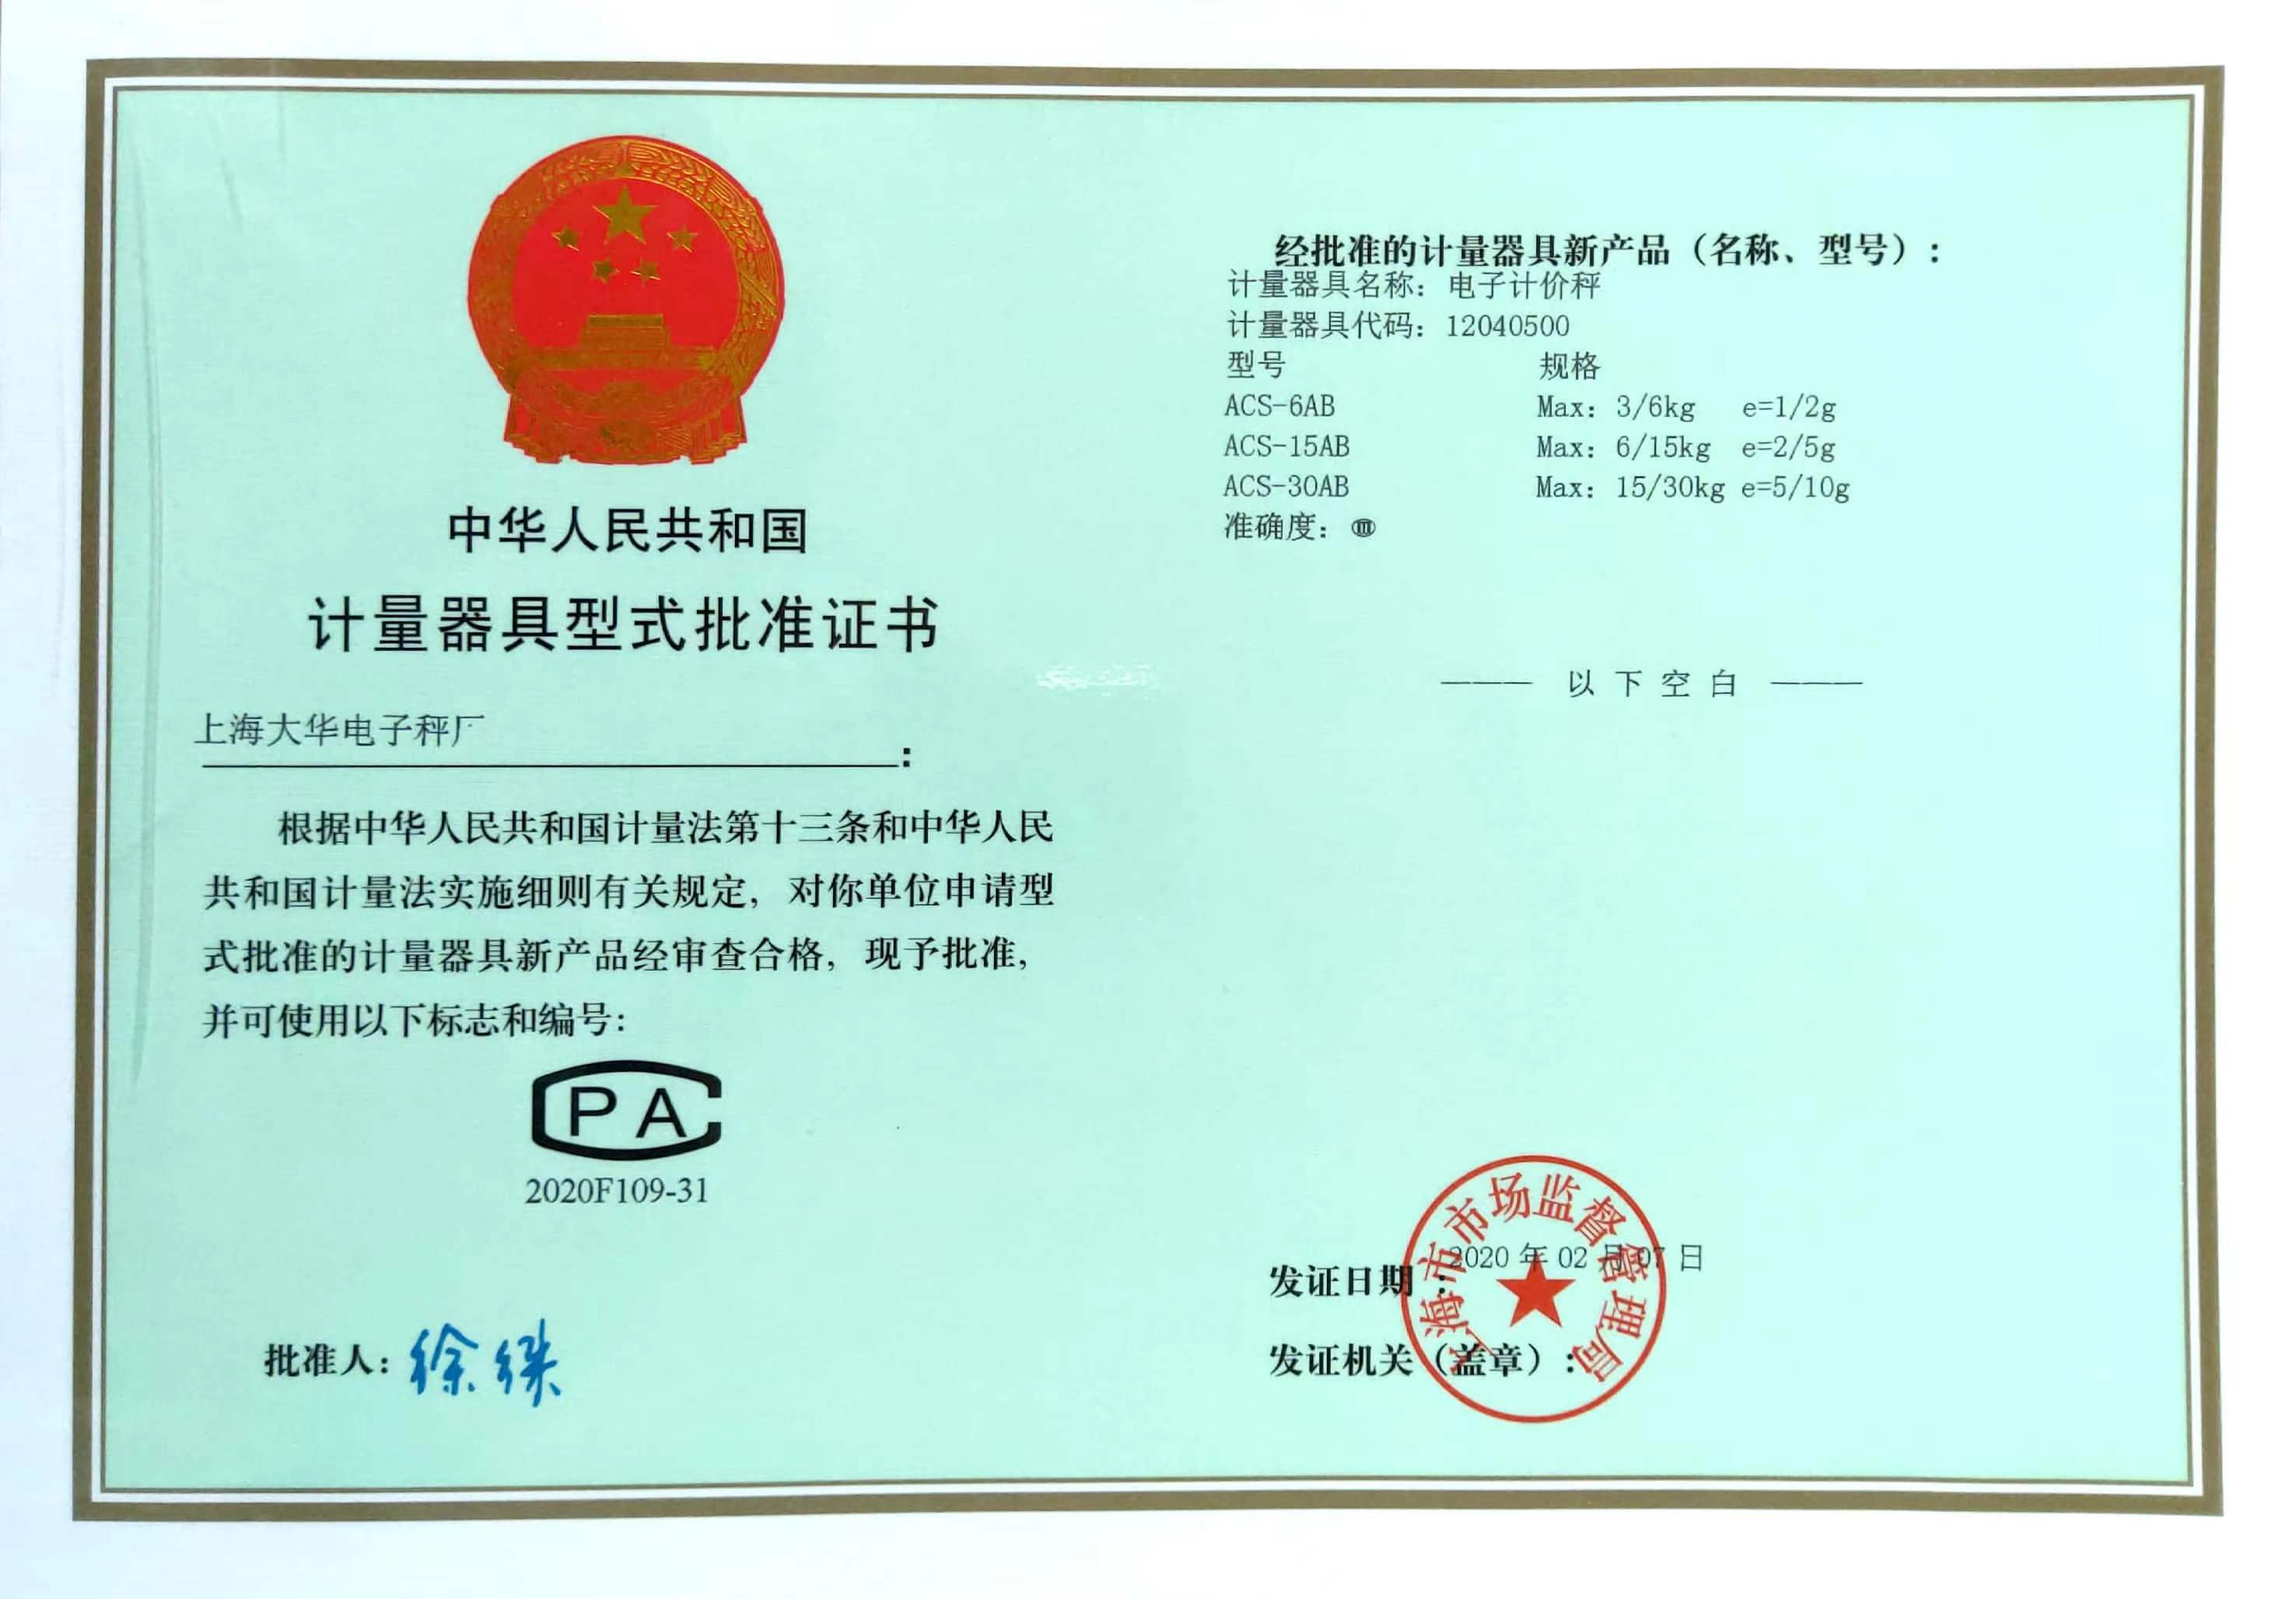 中华人民共和国
计量器具型式批准证书
上海大华电子秤厂:
根据中华人民共和国计量法第十三条和中华人民
共和国计量法实施细则有关规定，对你单位申请型
式批准的计量器具新产品经审查合格，现予批准，
并可使用以下标志和编号：
CPA
2020F109-31
批准人：徐
经批准的计量器具新产品（名称、型号）：
计量器具名称：电子计价秤
计量器具代码：12040500
型号 规格
ACS-6AB Max：3/6kg e=1/2g
ACS-15AB Max：6/15kg e=2/5g
ACS-30AB Max：15/30kg e=5/10g
准确度：Ⅲ
——— 以下空白 ———
发证日期：2020 年 02 月 07 日
发证机关（盖章）：
上海市市场监督管理局